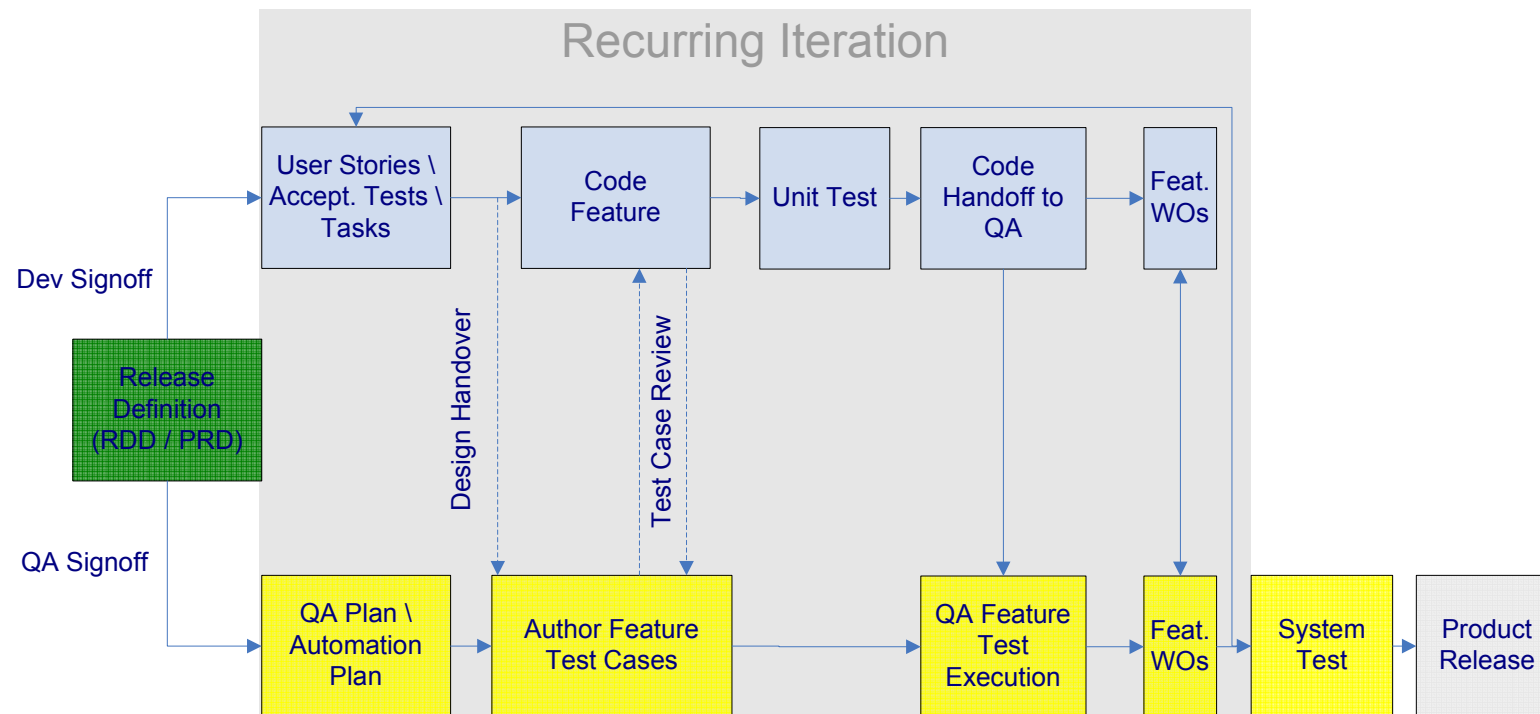 Recurring Iteration
User Stories \
Accept. Tests \
Tasks
Code
Feature
Unit Test
Code
Handoff to
QA
Feat.
WOs
Dev Signoff
Release
Definition
(RDD / PRD)
Design Handover
Test Case Review
QA Signoff
QA Plan \
Automation
Plan
Author Feature
Test Cases
QA Feature
Test
Execution
Feat.
WOs
System
Test
Product
Release